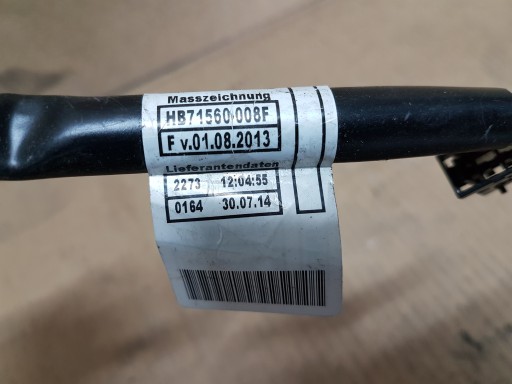 Masszeichnung
HB71560.008F
F v.01.08.2013
Lieferantendaten
2273 12:04:55
0164 30.07.14